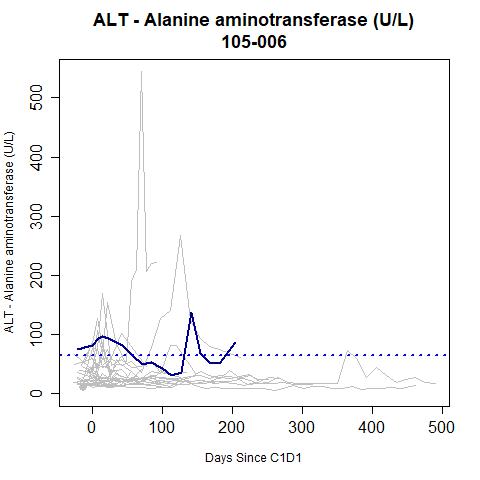 ALT - Alanine aminotransferase (U/L)
105-006
ALT - Alanine aminotransferase (U/L)
500
400
300
200
100
0
0 100 200 300 400 500
Days Since C1D1